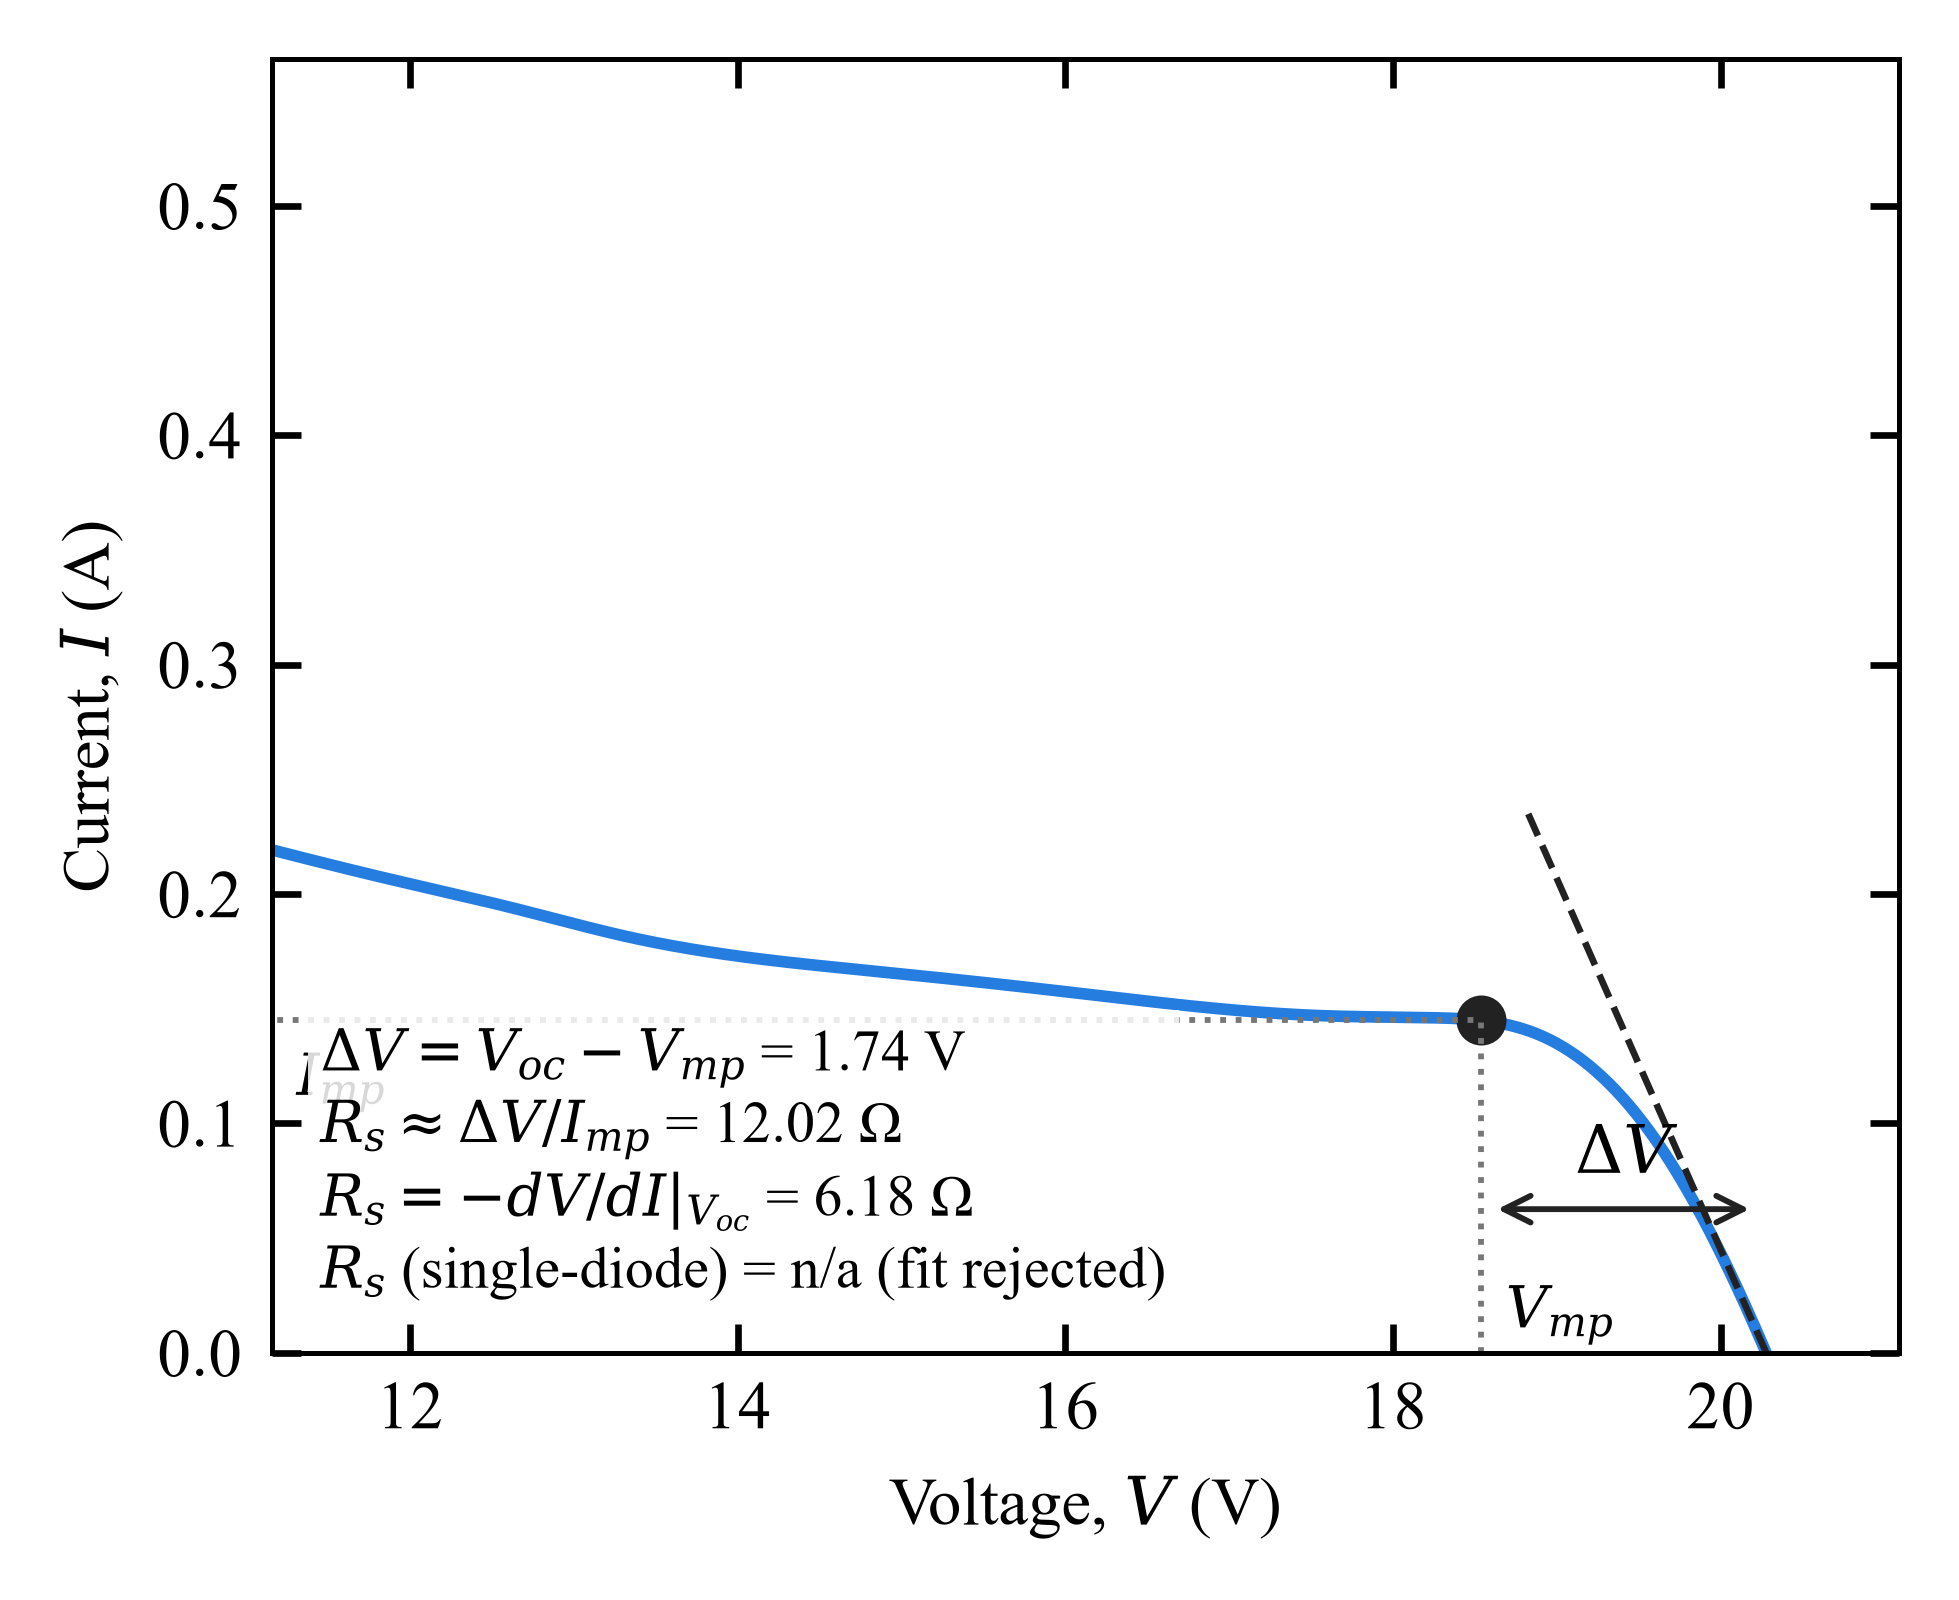 0.5
0.4
0.3
0.2
0.1
0.0
Current, I (A)
ΔV = V_oc − V_mp = 1.74 V
I_mp
R_s ≈ ΔV/I_mp = 12.02 Ω
R_s = −dV/dI|_V_oc = 6.18 Ω
R_s (single-diode) = n/a (fit rejected)
ΔV
V_mp
12 14 16 18 20
Voltage, V (V)